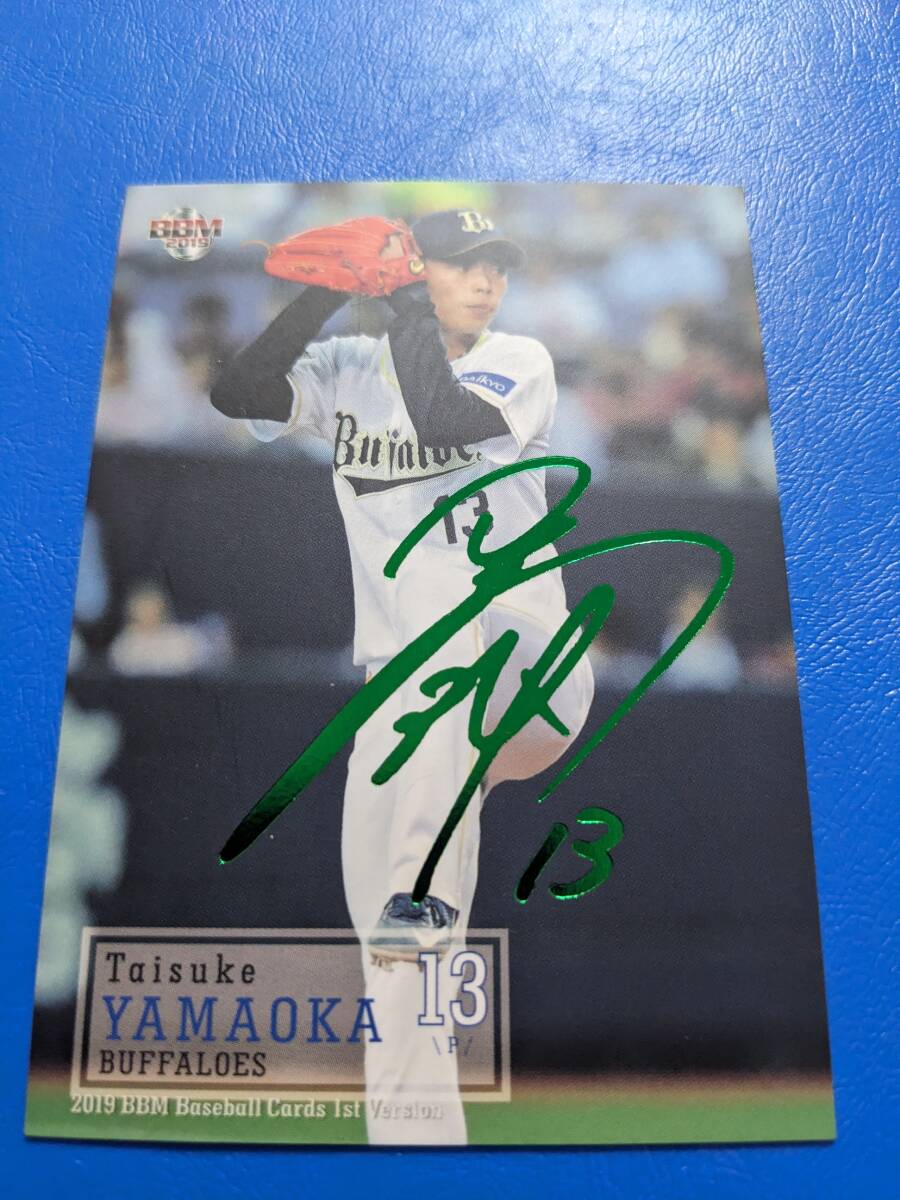 BBM
2019
B
Buffaloes
13
13
Taisuke
YAMAOKA
BUFFALOES
13
P
2019 BBM Baseball Cards 1st Version